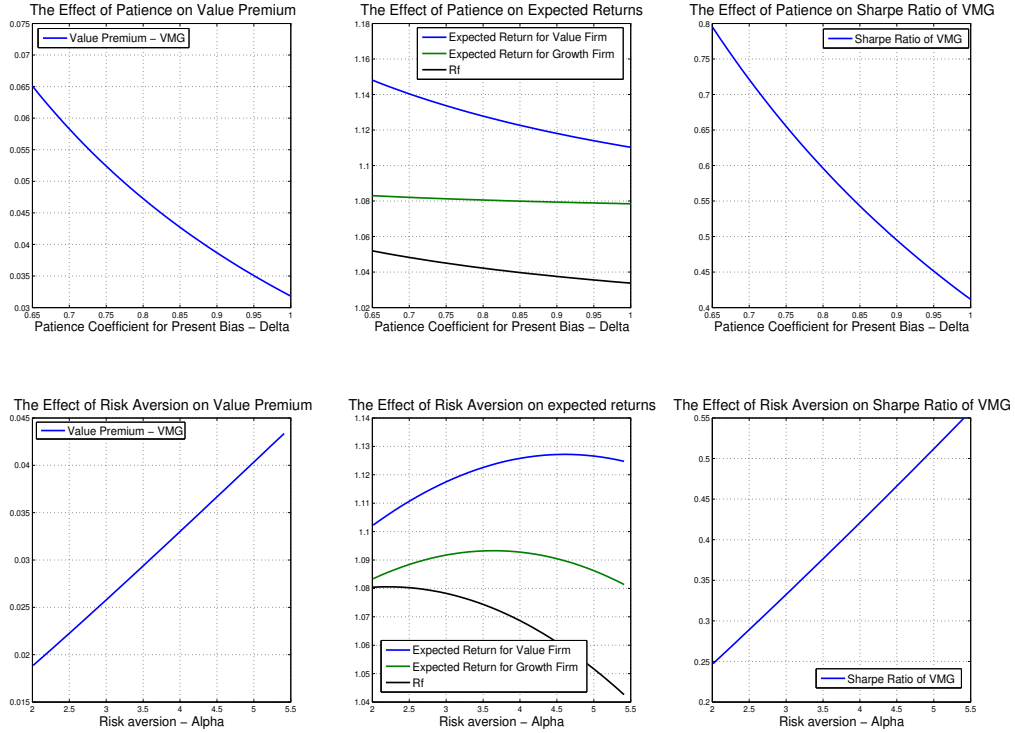 The Effect of Patience on Value Premium
Value Premium − VMG
0.075
0.07
0.065
0.06
0.055
0.05
0.045
0.04
0.035
0.03
0.65 0.7 0.75 0.8 0.85 0.9 0.95 1
Patience Coefficient for Present Bias − Delta
The Effect of Patience on Expected Returns
Expected Return for Value Firm
Expected Return for Growth Firm
Rf
1.18
1.16
1.14
1.12
1.1
1.08
1.06
1.04
1.02
0.65 0.7 0.75 0.8 0.85 0.9 0.95 1
Patience Coefficient for Present Bias − Delta
The Effect of Patience on Sharpe Ratio of VMG
Sharpe Ratio of VMG
0.8
0.75
0.7
0.65
0.6
0.55
0.5
0.45
0.4
0.65 0.7 0.75 0.8 0.85 0.9 0.95 1
Patience Coefficient for Present Bias − Delta
The Effect of Risk Aversion on Value Premium
Value Premium − VMG
0.045
0.04
0.035
0.03
0.025
0.02
0.015
2 2.5 3 3.5 4 4.5 5 5.5
Risk aversion − Alpha
The Effect of Risk Aversion on expected returns
1.14
1.13
1.12
1.11
1.1
1.09
1.08
1.07
1.06
1.05
1.04
Expected Return for Value Firm
Expected Return for Growth Firm
Rf
2 2.5 3 3.5 4 4.5 5 5.5
Risk aversion − Alpha
The Effect of Risk Aversion on Sharpe Ratio of VMG
0.55
0.5
0.45
0.4
0.35
0.3
0.25
0.2
Sharpe Ratio of VMG
2 2.5 3 3.5 4 4.5 5 5.5
Risk aversion − Alpha